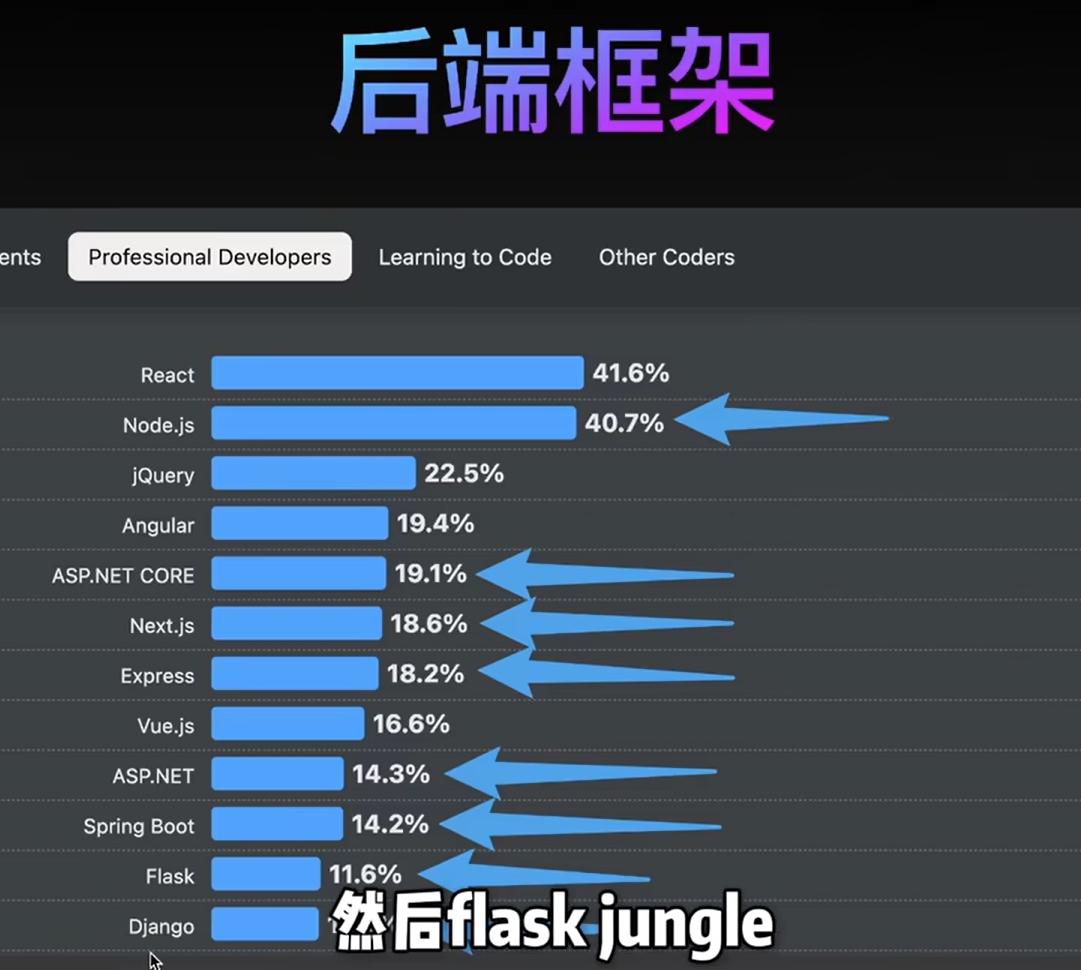 后端框架
ents Professional Developers Learning to Code Other Coders
React 41.6%
Node.js 40.7%
jQuery 22.5%
Angular 19.4%
ASP.NET CORE 19.1%
Next.js 18.6%
Express 18.2%
Vue.js 16.6%
ASP.NET 14.3%
Spring Boot 14.2%
Flask 11.6%
Django
然后flask jungle